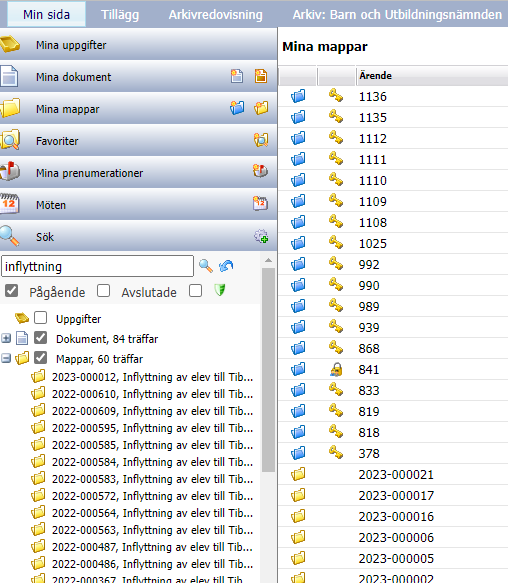 Min sida Tillägg Arkivredovisning Arkiv: Barn och Utbildningsnämnden
Mina uppgifter
Mina dokument
Mina mappar
Favoriter
Mina prenumerationer
12 Möten 12
Sök
inflyttning
Pågående Avslutade
Uppgifter
Dokument, 84 träffar
Mappar, 60 träffar
2023-000012, Inflyttning av elev till Tib...
2022-000610, Inflyttning av elev till Tib...
2022-000609, Inflyttning av elev till Tib...
2022-000595, Inflyttning av elev till Tib...
2022-000585, Inflyttning av elev till Tib...
2022-000584, Inflyttning av elev till Tib...
2022-000583, Inflyttning av elev till Tib...
2022-000572, Inflyttning av elev till Tib...
2022-000564, Inflyttning av elev till Tib...
2022-000563, Inflyttning av elev till Tib...
2022-000487, Inflyttning av elev till Tib...
2022-000486, Inflyttning av elev till Tib...
2022-000367, Inflyttning av elev till Tib...
Mina mappar
Ärende
1136
1135
1112
1111
1110
1109
1108
1025
992
990
989
939
868
841
833
819
818
378
2023-000021
2023-000017
2023-000016
2023-000006
2023-000005
2023-000002